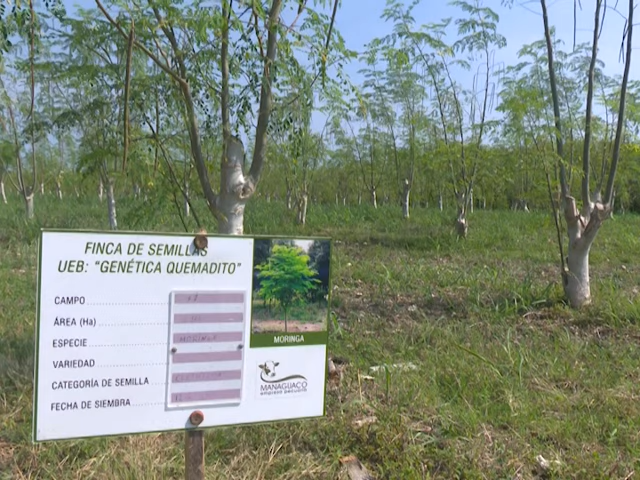 FINCA DE SEMILLAS
UEB: "GENÉTICA QUEMADITO"
CAMPO
ÁREA (Ha)
ESPECIE
VARIEDAD
CATEGORÍA DE SEMILLA
FECHA DE SIEMBRA
MORINGA
MANAGUACO
empresa pecuaria